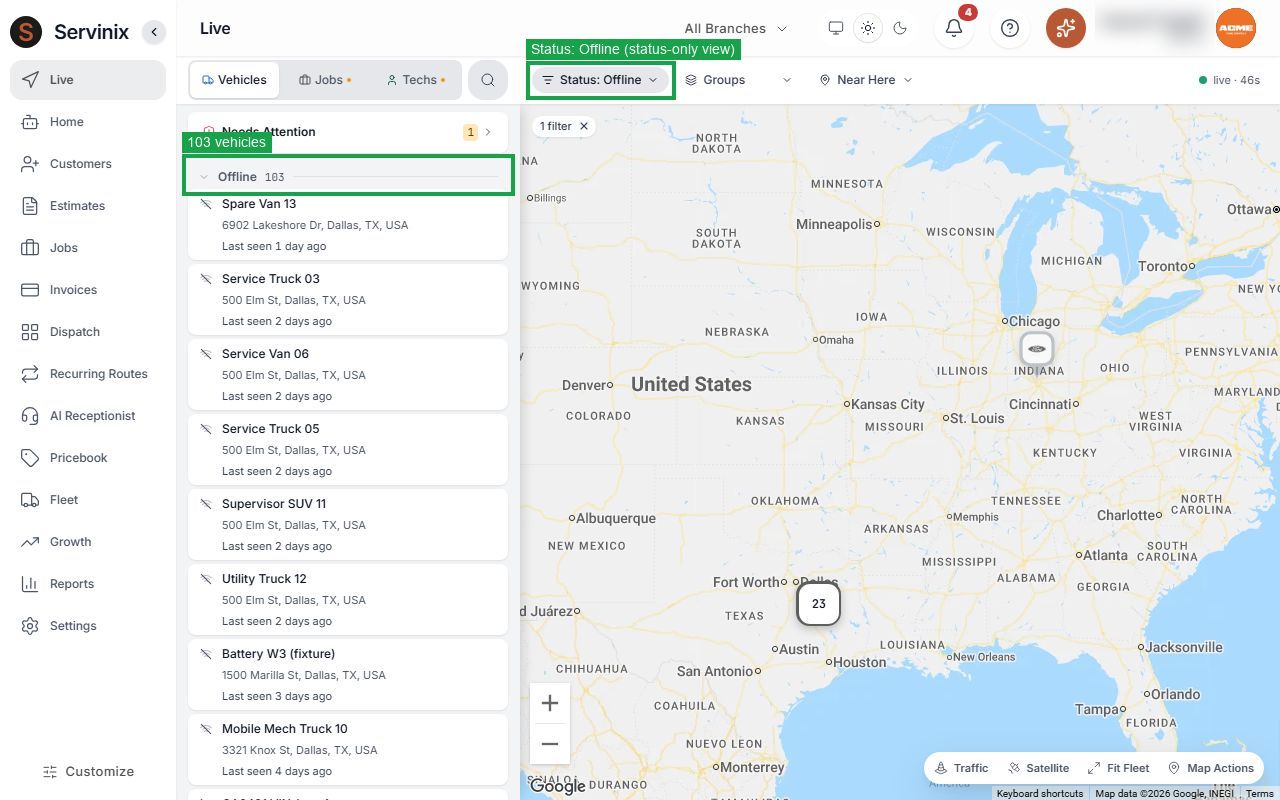 Servinix
Live
All Branches
4
ACME
Status: Offline (status-only view)
Live
Home
Customers
Estimates
Jobs
Invoices
Dispatch
Recurring Routes
AI Receptionist
Pricebook
Fleet
Growth
Reports
Settings
Customize
Vehicles
Jobs
Techs
Status: Offline
Groups
Near Here
live · 46s
Needs Attention
1
103 vehicles
Offline 103
Spare Van 13
6902 Lakeshore Dr, Dallas, TX, USA
Last seen 1 day ago
Service Truck 03
500 Elm St, Dallas, TX, USA
Last seen 2 days ago
Service Van 06
500 Elm St, Dallas, TX, USA
Last seen 2 days ago
Service Truck 05
500 Elm St, Dallas, TX, USA
Last seen 2 days ago
Supervisor SUV 11
500 Elm St, Dallas, TX, USA
Last seen 2 days ago
Utility Truck 12
500 Elm St, Dallas, TX, USA
Last seen 2 days ago
Battery W3 (fixture)
1500 Marilla St, Dallas, TX, USA
Last seen 3 days ago
Mobile Mech Truck 10
3321 Knox St, Dallas, TX, USA
Last seen 4 days ago
1 filter
NORTH
DAKOTA
MINNESOTA
Billings
Ottawa
Minneapolis
WISCONSIN
SOUTH
DAKOTA
MICHIGAN
Toronto
WYOMING
NEW YO
IOWA
Chicago
NEBRASKA
Omaha
PENNSYLVANIA
ILLINOIS
INDIANA
OHIO
Denver
United States
MARYLAND
Kansas City
Cincinnati
COLORADO
KANSAS
MISSOURI
St. Louis
WEST
VIRGINIA
KENTUCKY
VIRGINIA
OKLAHOMA
TENNESSEE
NORTH
CAROLINA
Albuquerque
Memphis
Charlotte
ARKANSAS
NEW MEXICO
SOUTH
CAROLINA
MISSISSIPPI
Atlanta
Fort Worth
Dallas
ALABAMA
GEORGIA
23
d Juárez
TEXAS
Austin
LOUISIANA
Jacksonville
CHIHUAHUA
San Antonio
Houston
New Orleans
Orlando
COAHUILA
Tampa
FLORIDA
NUEVO LEON
Monterrey
SINALOA
DURANGO
Google
Traffic
Satellite
Fit Fleet
Map Actions
Keyboard shortcuts
Map data ©2026 Google, INEGI
Terms